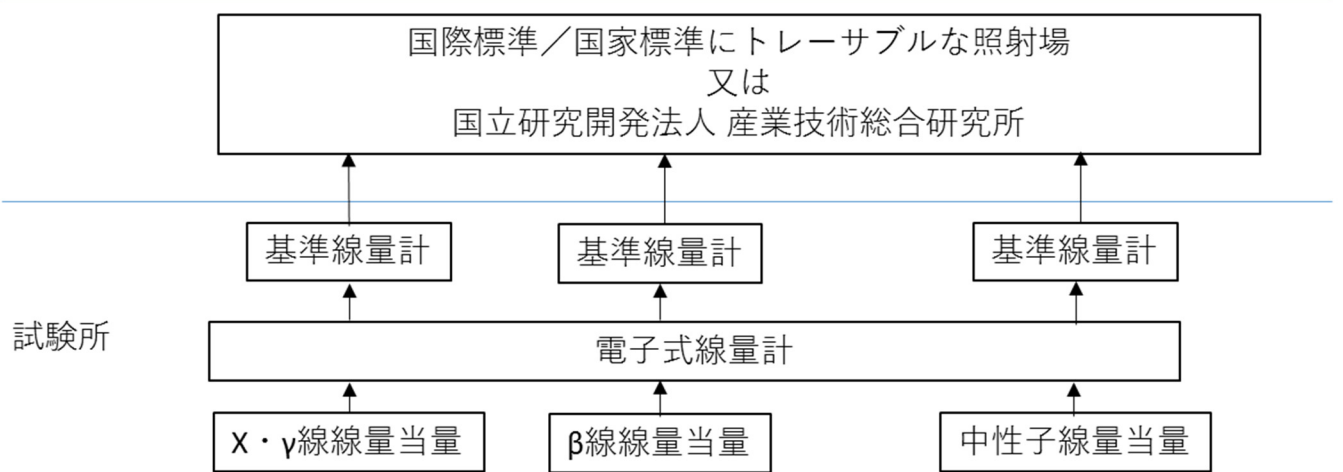 国際標準／国家標準にトレーサブルな照射場
又は
国立研究開発法人 産業技術総合研究所
基準線量計
基準線量計
基準線量計
試験所
電子式線量計
X・γ線線量当量
β線線量当量
中性子線量当量